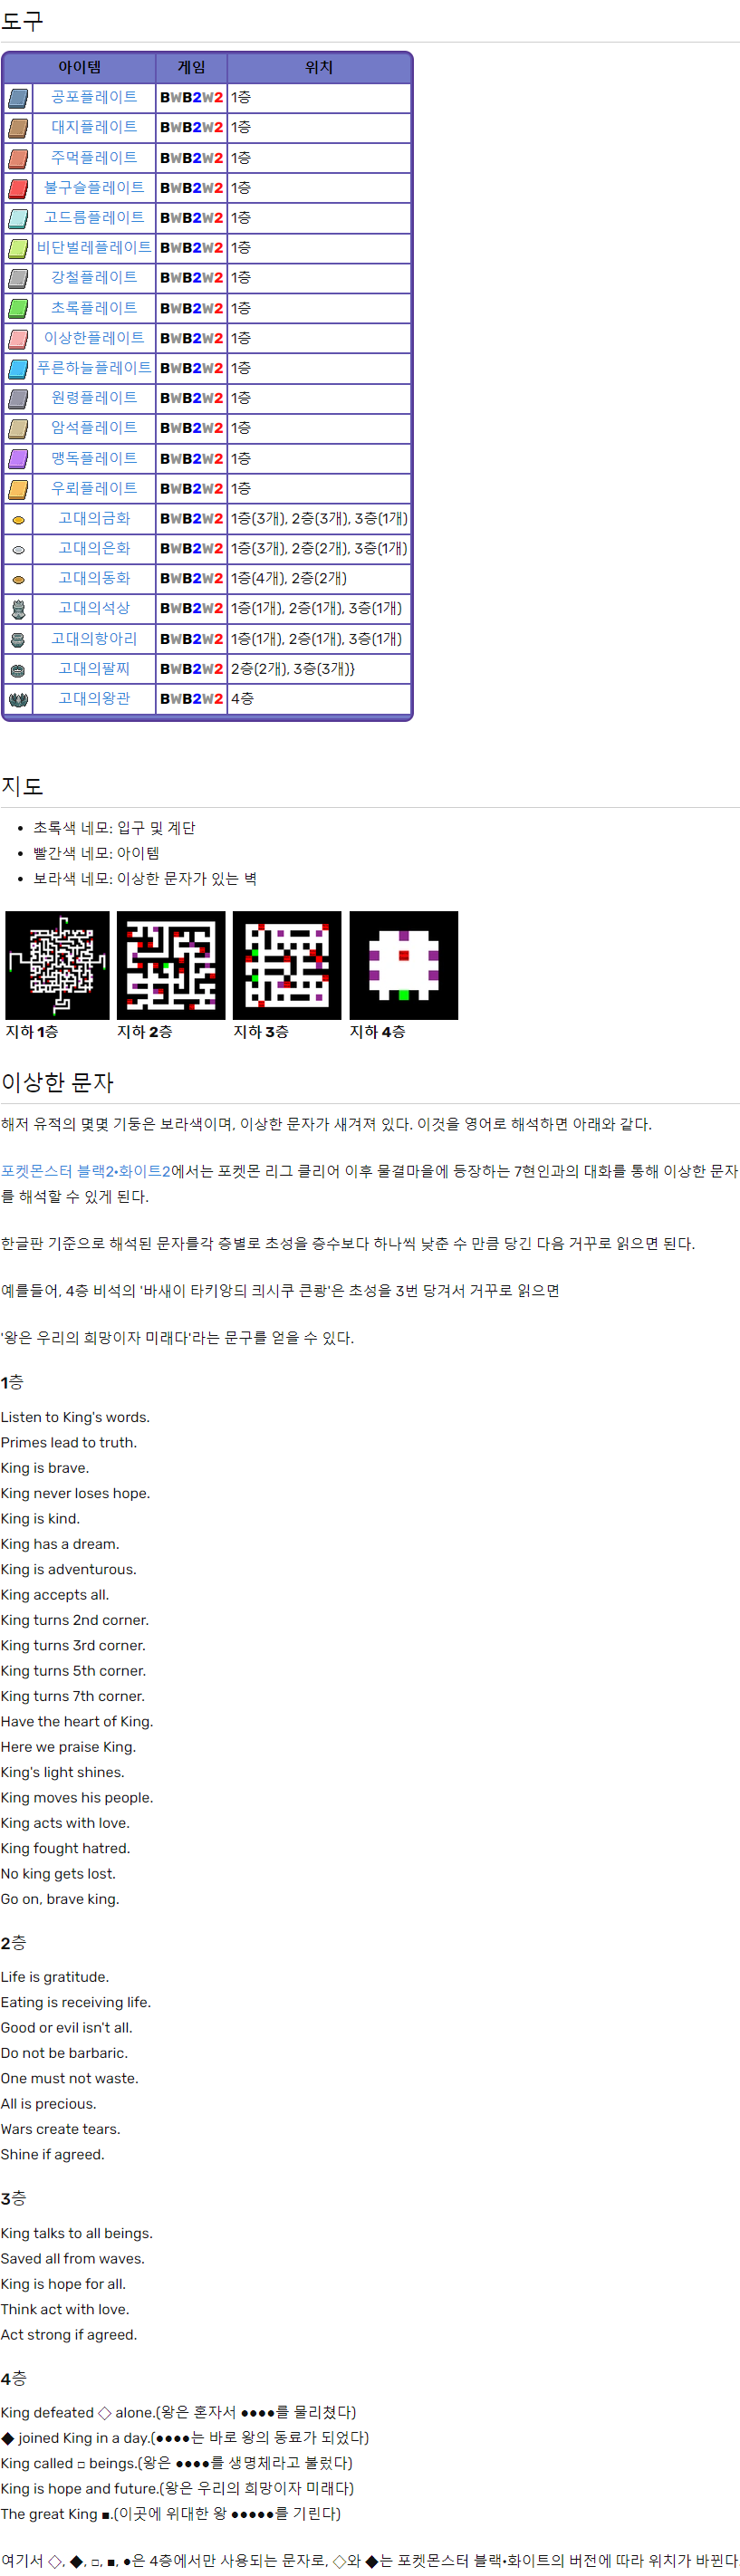 도구
아이템 게임 위치
공포플레이트 BWB2W2 1층
대지플레이트 BWB2W2 1층
주먹플레이트 BWB2W2 1층
불구슬플레이트 BWB2W2 1층
고드름플레이트 BWB2W2 1층
비단벌레플레이트 BWB2W2 1층
강철플레이트 BWB2W2 1층
초록플레이트 BWB2W2 1층
이상한플레이트 BWB2W2 1층
푸른하늘플레이트 BWB2W2 1층
원령플레이트 BWB2W2 1층
암석플레이트 BWB2W2 1층
맹독플레이트 BWB2W2 1층
우뢰플레이트 BWB2W2 1층
고대의금화 BWB2W2 1층(3개), 2층(3개), 3층(1개)
고대의은화 BWB2W2 1층(3개), 2층(2개), 3층(1개)
고대의동화 BWB2W2 1층(4개), 2층(2개)
고대의석상 BWB2W2 1층(1개), 2층(1개), 3층(1개)
고대의항아리 BWB2W2 1층(1개), 2층(1개), 3층(1개)
고대의팔찌 BWB2W2 2층(2개), 3층(3개)}
고대의왕관 BWB2W2 4층
지도
• 초록색 네모: 입구 및 계단
• 빨간색 네모: 아이템
• 보라색 네모: 이상한 문자가 있는 벽
지하 1층 지하 2층 지하 3층 지하 4층
이상한 문자
해저 유적의 몇몇 기둥은 보라색이며, 이상한 문자가 새겨져 있다. 이것을 영어로 해석하면 아래와 같다.
포켓몬스터 블랙2·화이트2에서는 포켓몬 리그 클리어 이후 물결마을에 등장하는 7현인과의 대화를 통해 이상한 문자
를 해석할 수 있게 된다.
한글판 기준으로 해석된 문자를각 층별로 초성을 층수보다 하나씩 낮춘 수 만큼 당긴 다음 거꾸로 읽으면 된다.
예를들어, 4층 비석의 '바새이 타키앙듸 킈시쿠 큰쾅'은 초성을 3번 당겨서 거꾸로 읽으면
'왕은 우리의 희망이자 미래다'라는 문구를 얻을 수 있다.
1층
Listen to King's words.
Primes lead to truth.
King is brave.
King never loses hope.
King is kind.
King has a dream.
King is adventurous.
King accepts all.
King turns 2nd corner.
King turns 3rd corner.
King turns 5th corner.
King turns 7th corner.
Have the heart of King.
Here we praise King.
King's light shines.
King moves his people.
King acts with love.
King fought hatred.
No king gets lost.
Go on, brave king.
2층
Life is gratitude.
Eating is receiving life.
Good or evil isn't all.
Do not be barbaric.
One must not waste.
All is precious.
Wars create tears.
Shine if agreed.
3층
King talks to all beings.
Saved all from waves.
King is hope for all.
Think act with love.
Act strong if agreed.
4층
King defeated ◇ alone.(왕은 혼자서 ●●●●를 물리쳤다)
◆ joined King in a day.(●●●●는 바로 왕의 동료가 되었다)
King called □ beings.(왕은 ●●●●를 생명체라고 불렀다)
King is hope and future.(왕은 우리의 희망이자 미래다)
The great King ■.(이곳에 위대한 왕 ●●●●●를 기린다)
여기서 ◇, ◆, □, ■, ●은 4층에서만 사용되는 문자로, ◇와 ◆는 포켓몬스터 블랙·화이트의 버전에 따라 위치가 바뀐다